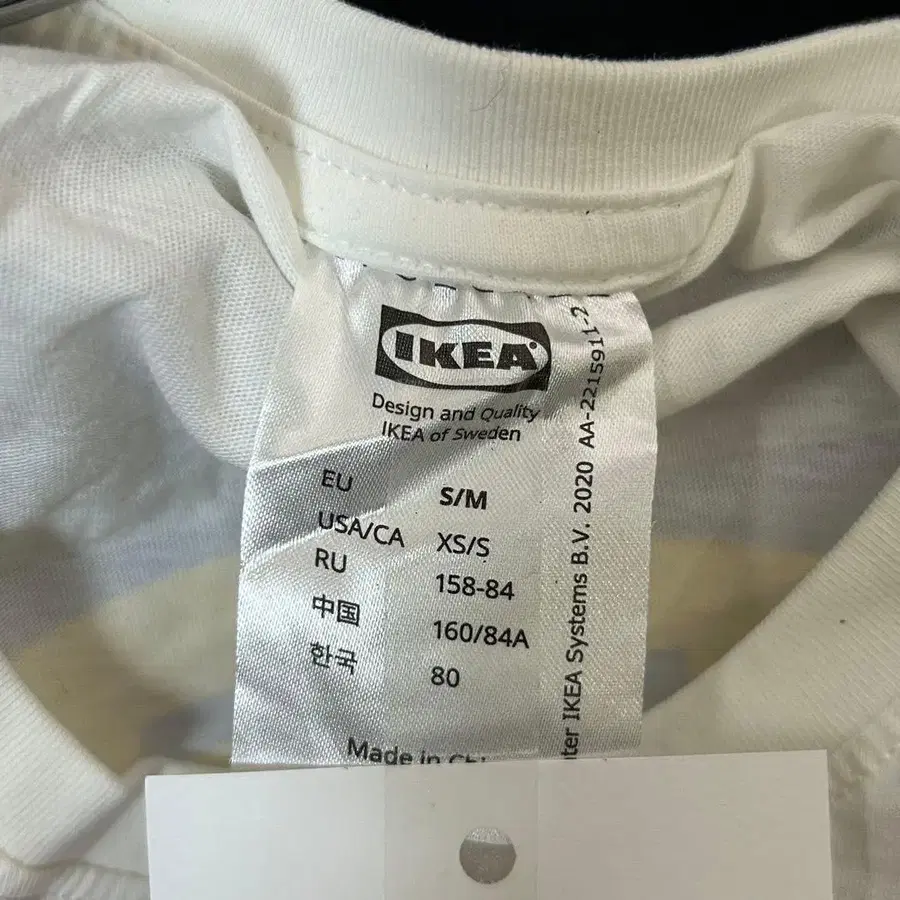 IKEA
Design and Quality
IKEA of Sweden
EU S/M
USA/CA XS/S
RU 158-84
中国 160/84A
한국 80
Made in
IKEA Systems B.V. 2020 AA-2215911-2